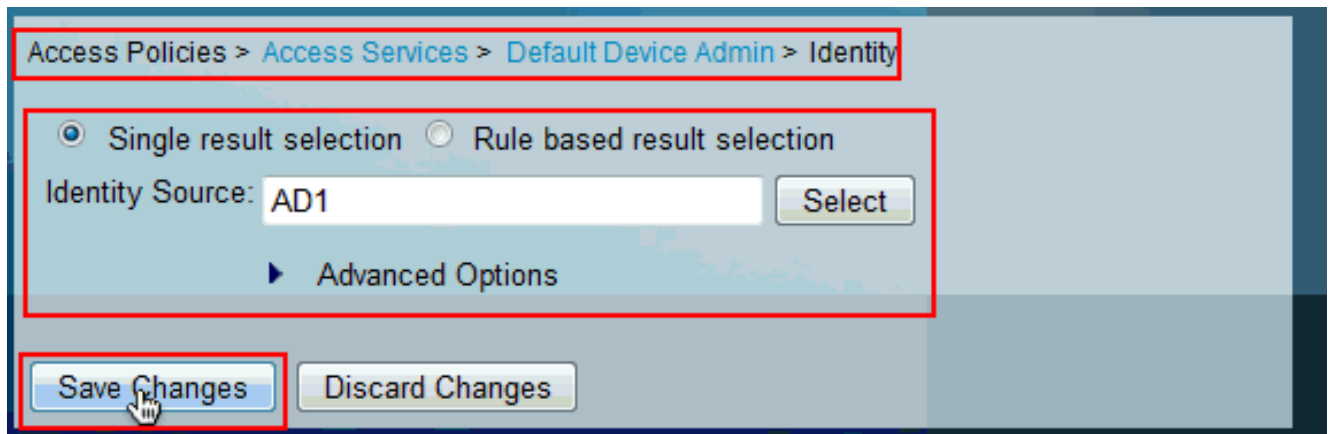 Access Policies > Access Services > Default Device Admin > Identity
Single result selection Rule based result selection
Identity Source: AD1 Select
Advanced Options
Save Changes Discard Changes